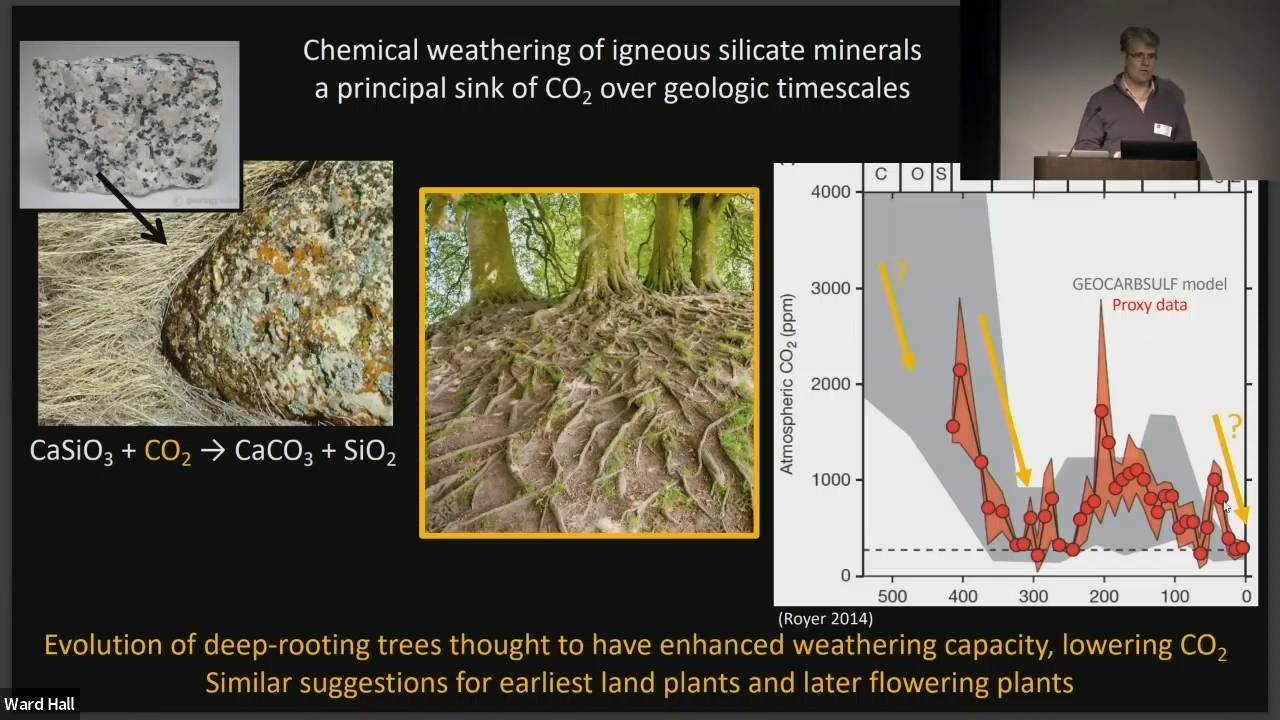 Chemical weathering of igneous silicate minerals
a principal sink of CO₂ over geologic timescales
CaSiO₃ + CO₂ → CaCO₃ + SiO₂
C O S
4000
3000
2000
1000
0
Atmospheric CO₂ (ppm)
?
GEOCARBSULF model
Proxy data
?
500 400 300 200 100 0
(Royer 2014)
Evolution of deep-rooting trees thought to have enhanced weathering capacity, lowering CO₂
Similar suggestions for earliest land plants and later flowering plants
Ward Hall